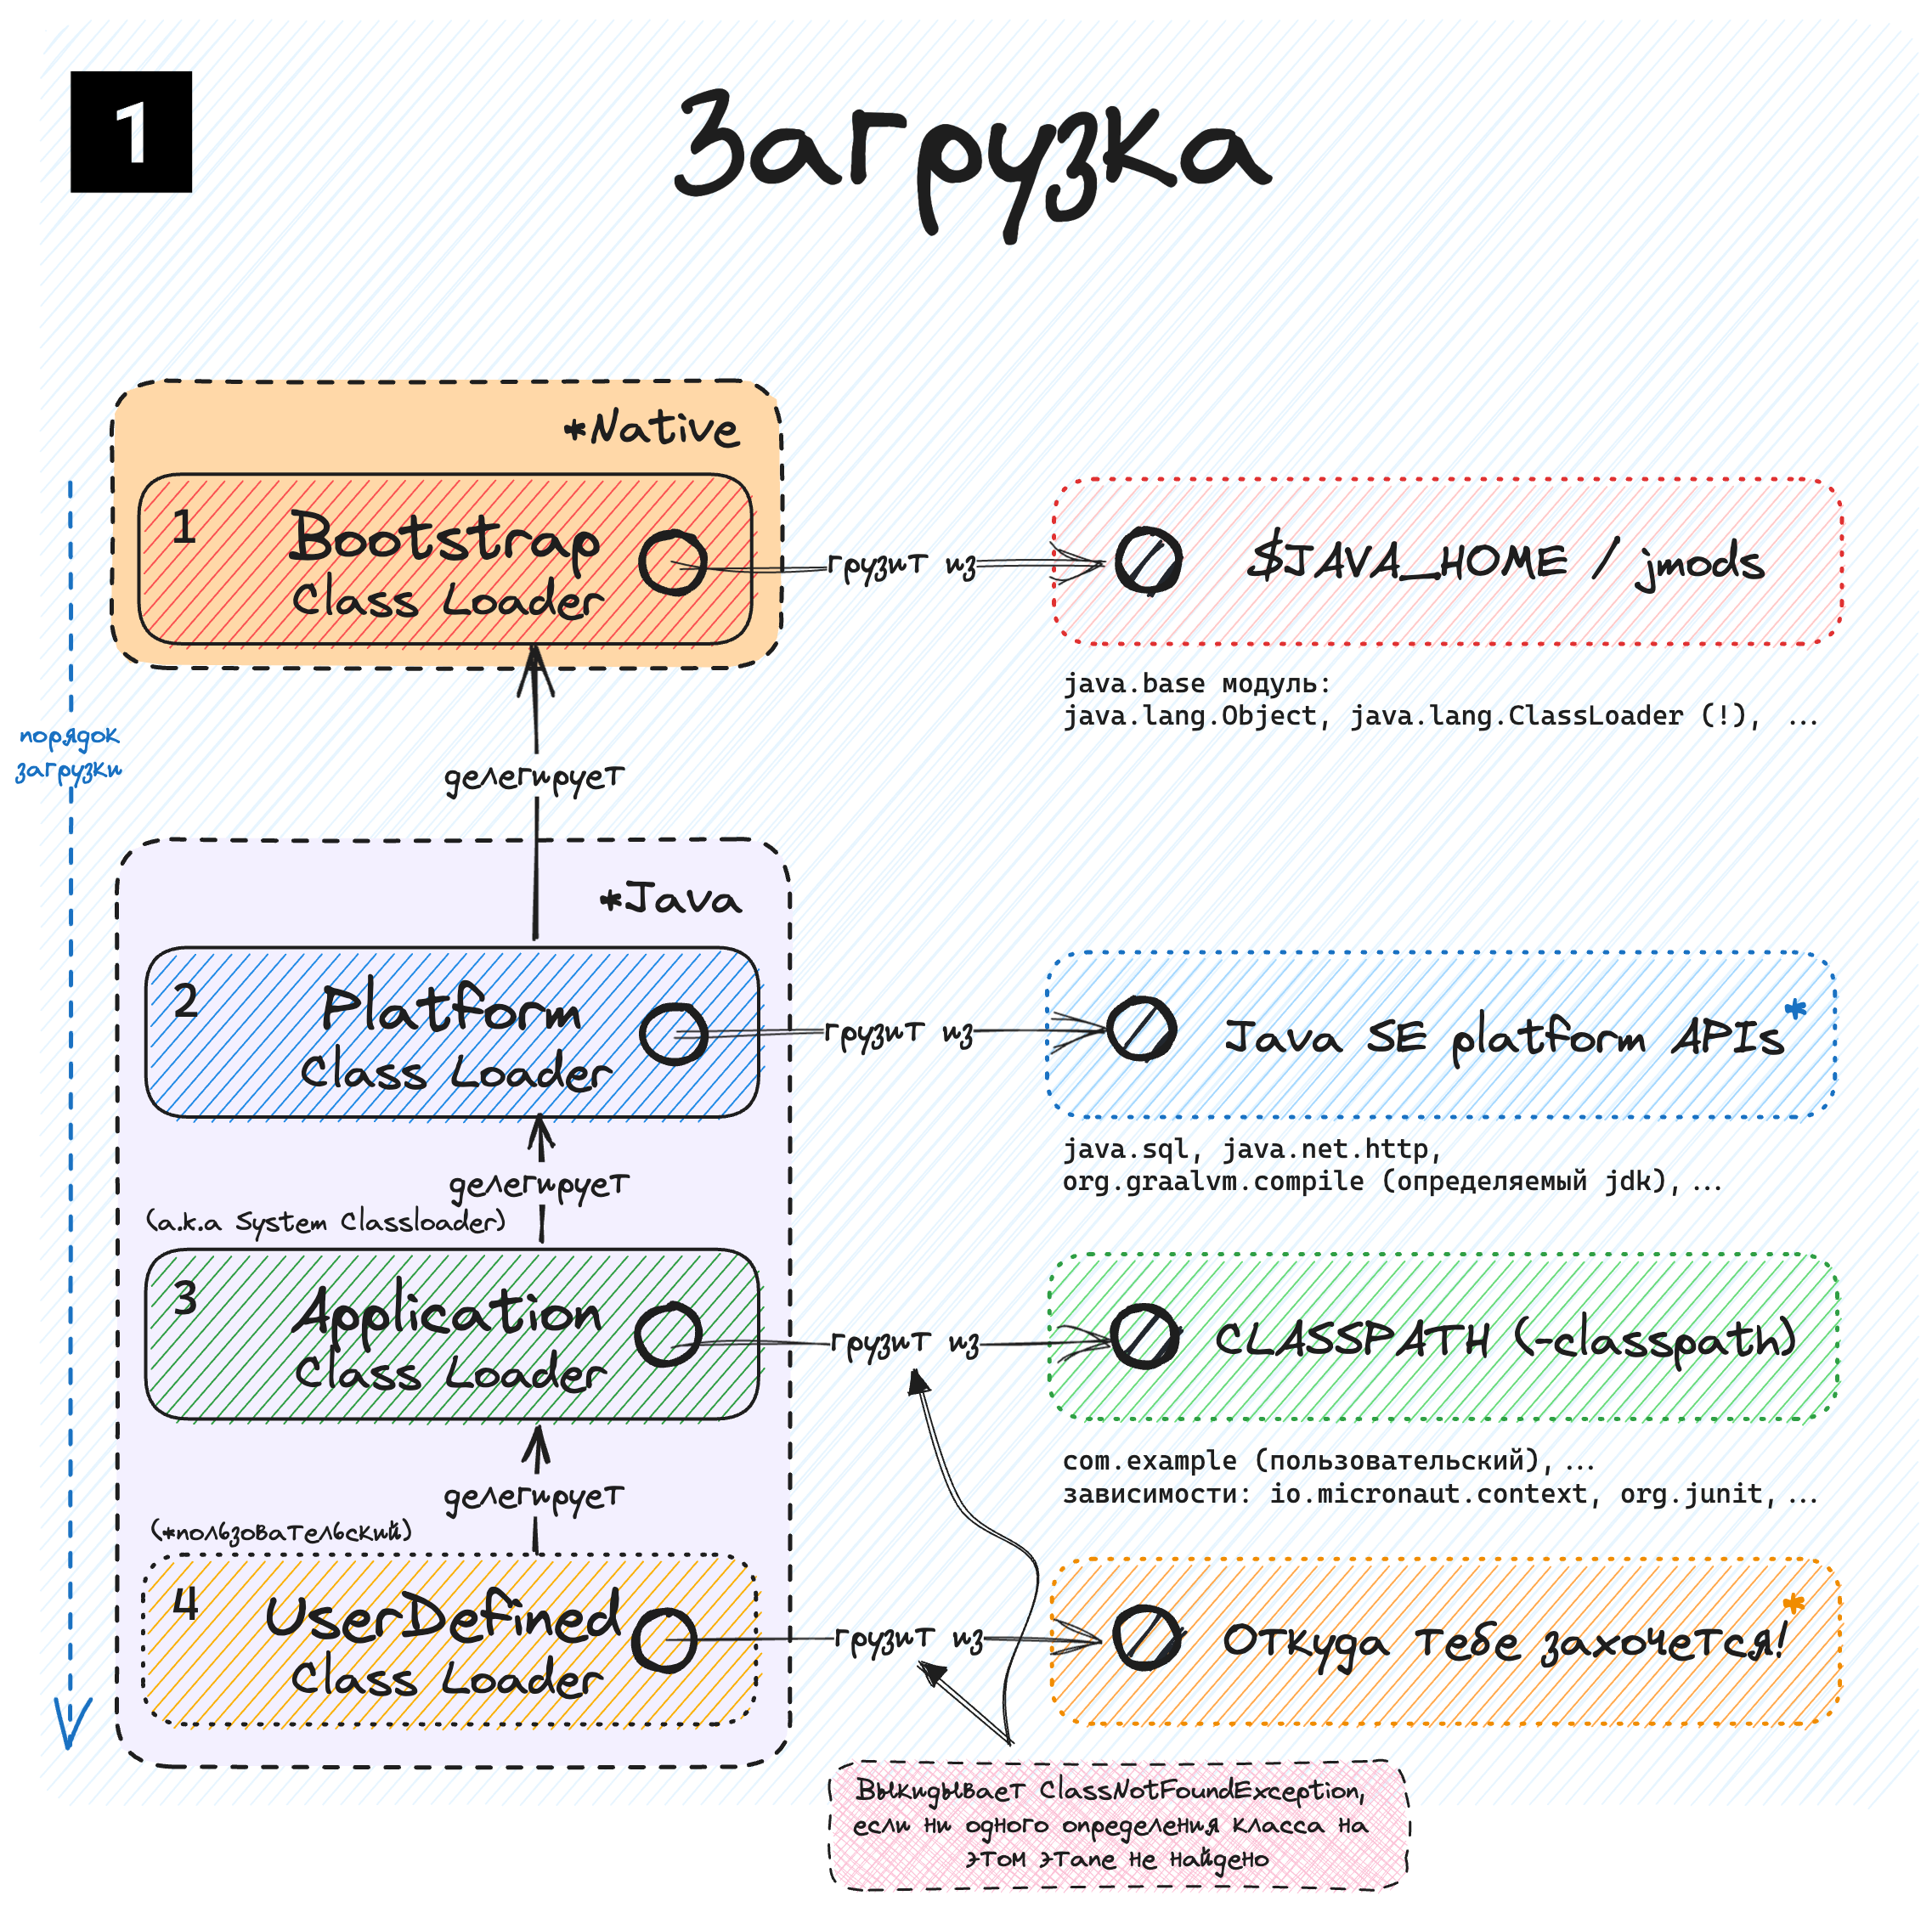 1
Загрузка
*Native
1
Bootstrap
Class Loader
грузит из
$JAVA_HOME / jmods
java.base модуль:
java.lang.Object, java.lang.ClassLoader (!), ...
порядок
загрузки
делегирует
*Java
2
Platform
Class Loader
грузит из
Java SE platform APIs*
java.sql, java.net.http,
org.graalvm.compile (определяемый jdk), ...
делегирует
(a.k.a System Classloader)
3
Application
Class Loader
грузит из
CLASSPATH (-classpath)
com.example (пользовательский), ...
зависимости: io.micronaut.context, org.junit, ...
делегирует
(*пользовательский)
4
UserDefined
Class Loader
грузит из
Откуда тебе захочется!*
Выкидывает ClassNotFoundException,
если ни одного определения класса на
этом этапе не найдено